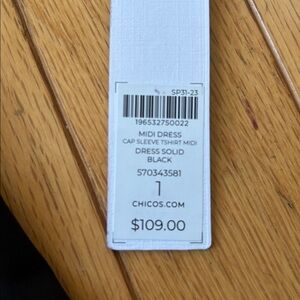 SP31-23
196532750022
MIDI DRESS
CAP SLEEVE TSHIRT MIDI
DRESS SOLID
BLACK
570343581
1
CHICOS.COM
$109.00